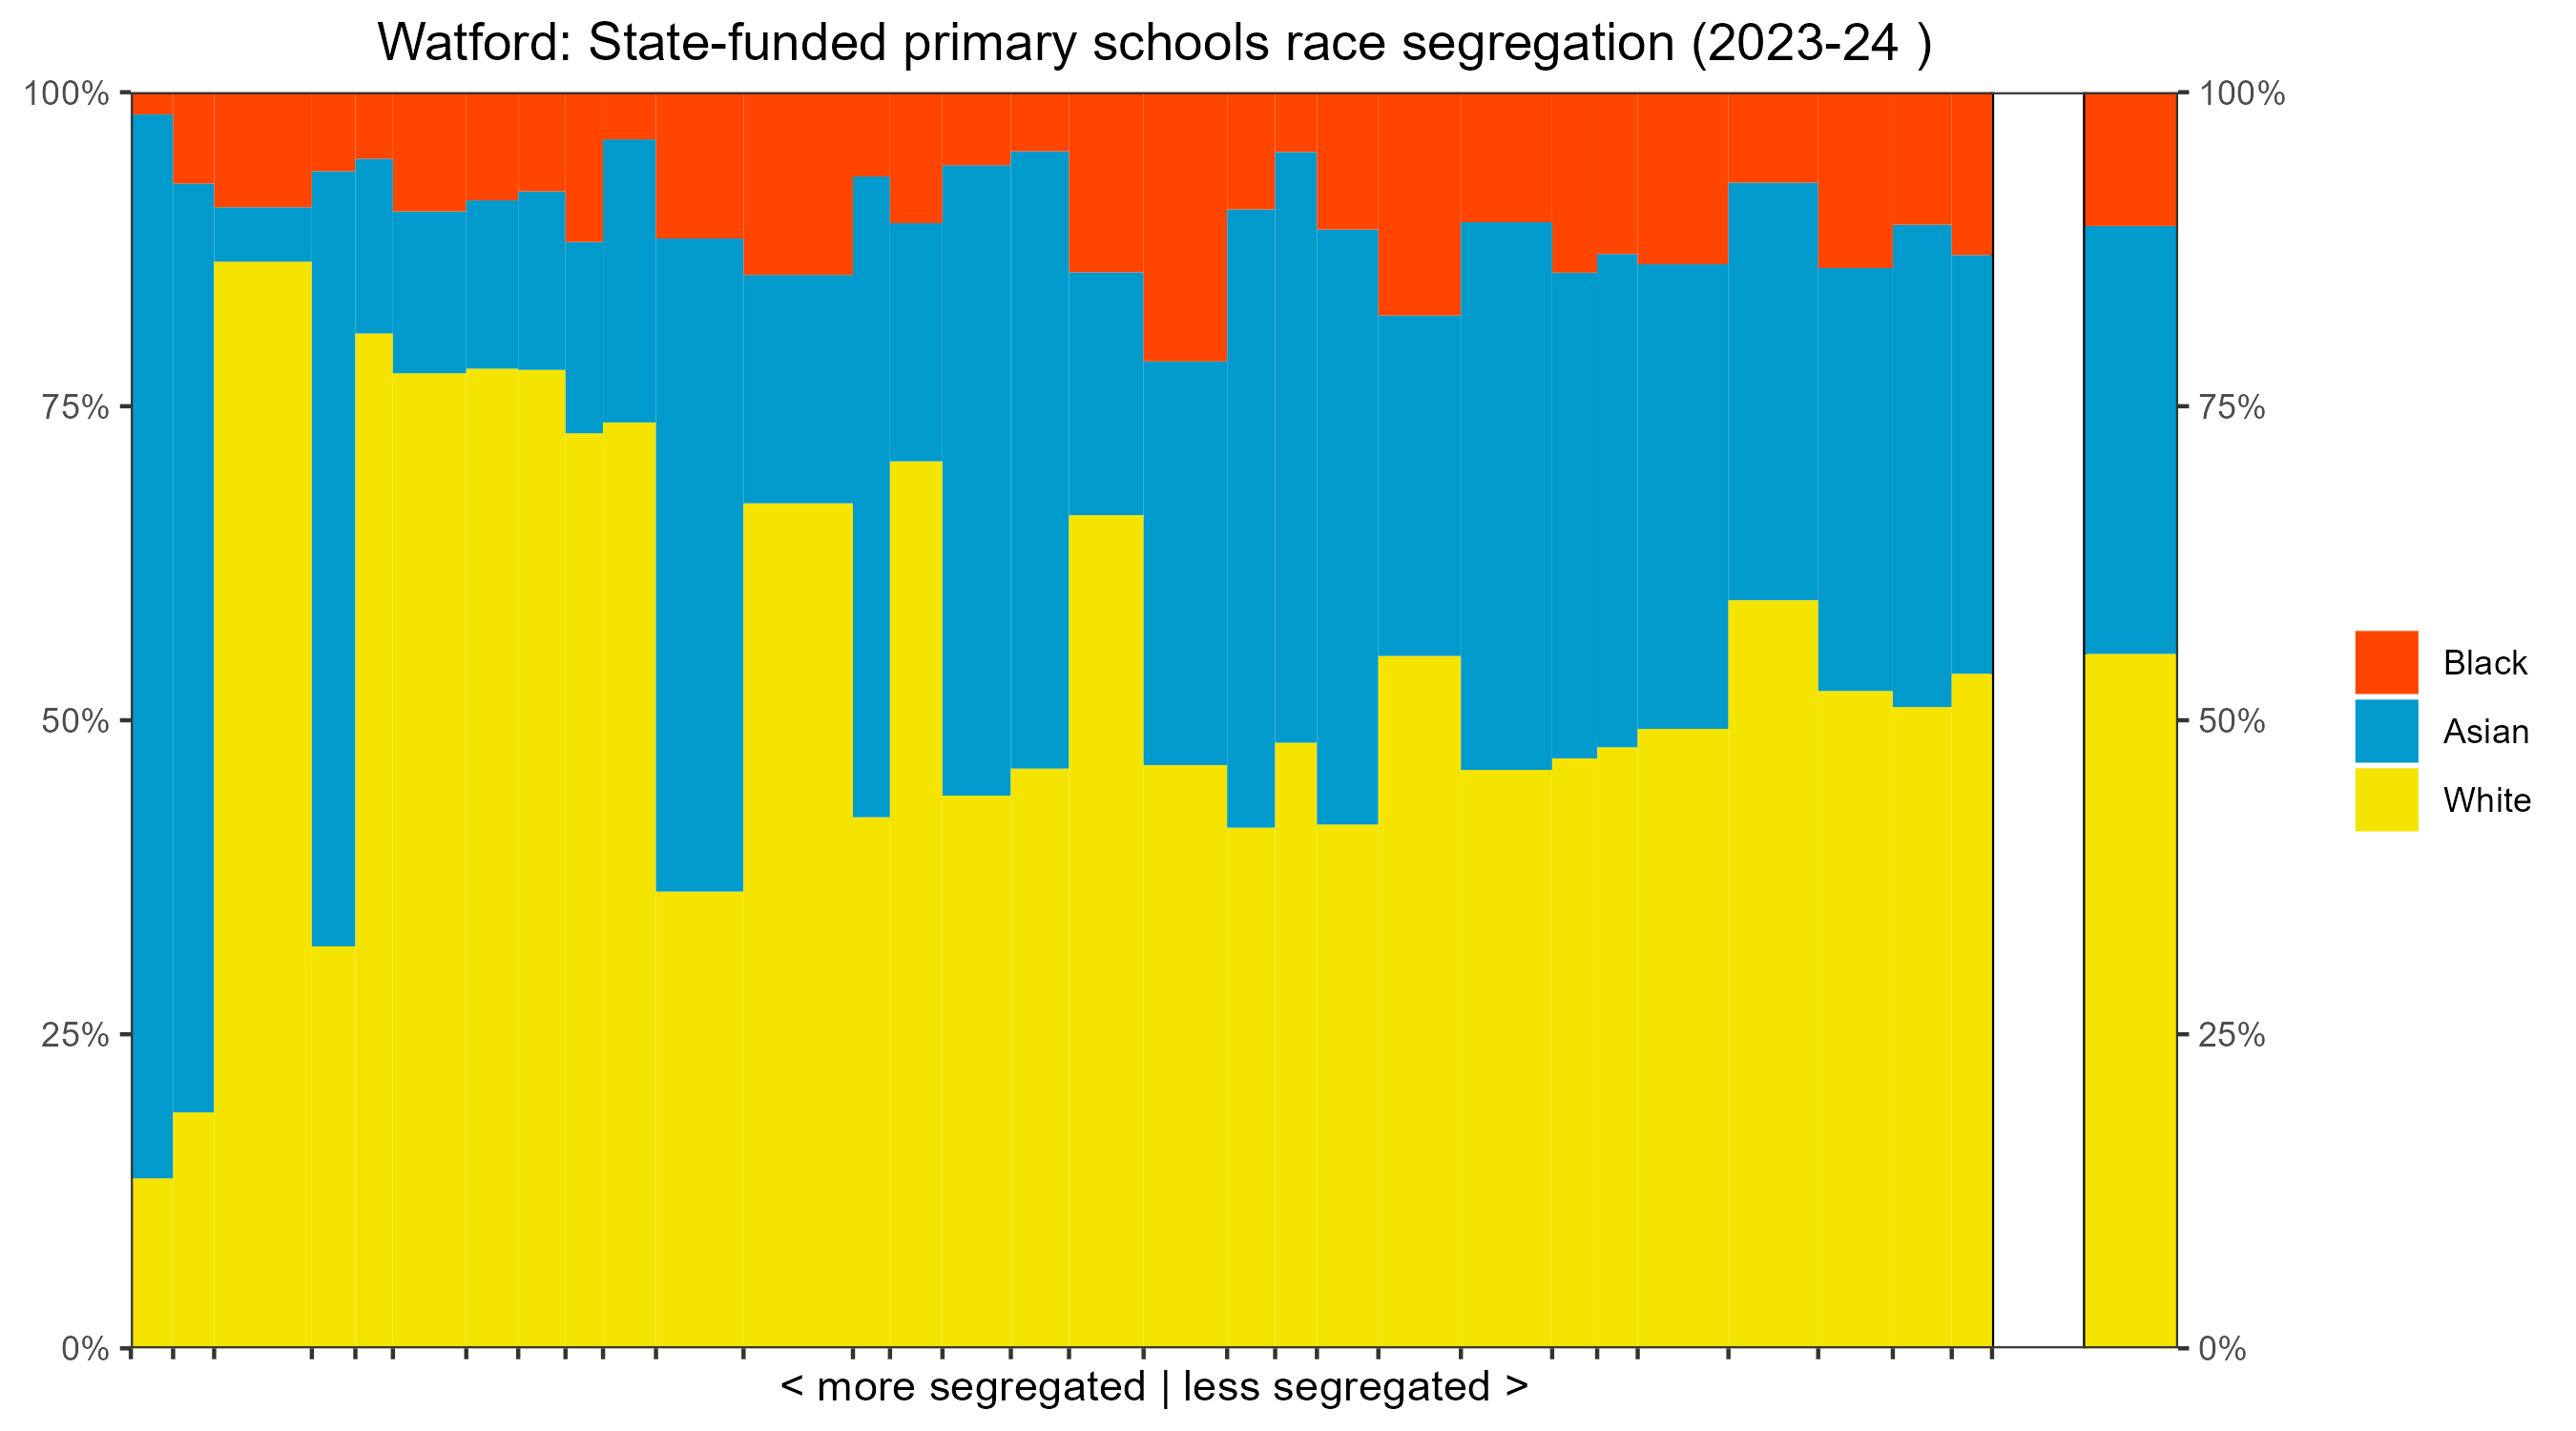 Watford: State-funded primary schools race segregation (2023-24 )
100%
75%
50%
25%
0%
100%
75%
50%
25%
0%
Black
Asian
White
< more segregated | less segregated >